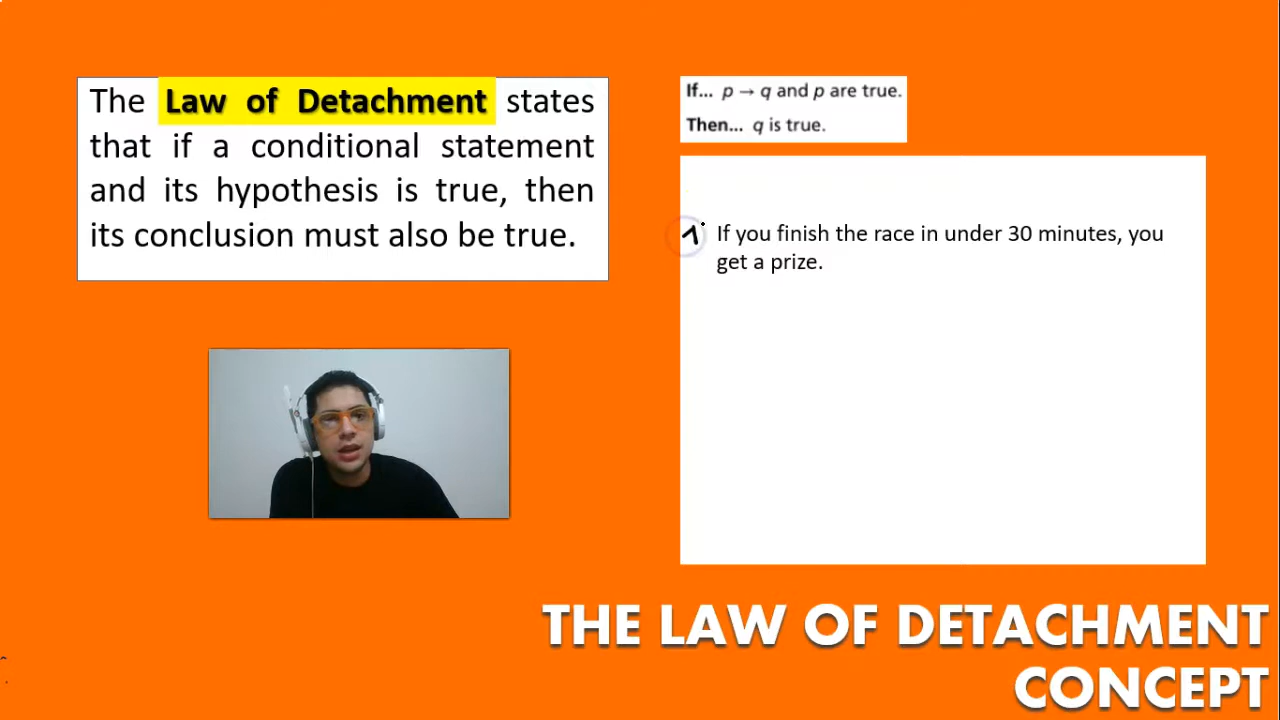 The Law of Detachment states
that if a conditional statement
and its hypothesis is true, then
its conclusion must also be true.
If... p → q and p are true.
Then... q is true.
If you finish the race in under 30 minutes, you
get a prize.
THE LAW OF DETACHMENT
CONCEPT